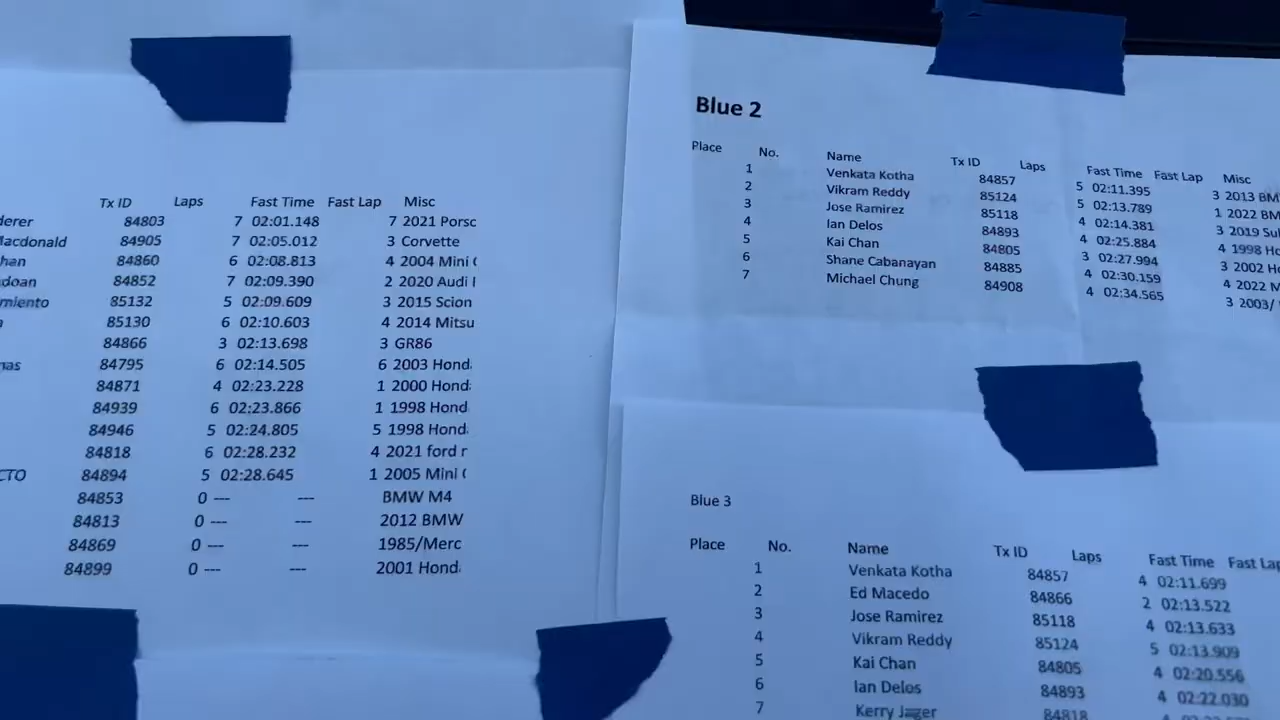 Tx ID Laps Fast Time Fast Lap Misc
derer 84803 7 02:01.148 7 2021 Porsc
Macdonald 84905 7 02:05.012 3 Corvette
han 84860 6 02:08.813 4 2004 Mini
doan 84852 7 02:09.390 2 2020 Audi
miento 85132 5 02:09.609 3 2015 Scion
a 85130 6 02:10.603 4 2014 Mitsu
84866 3 02:13.698 3 GR86
nas 84795 6 02:14.505 6 2003 Hond
84871 4 02:23.228 1 2000 Hond
84939 6 02:23.866 1 1998 Hond
84946 5 02:24.805 5 1998 Hond
84818 6 02:28.232 4 2021 ford r
CTO 84894 5 02:28.645 1 2005 Mini
84853 0 --- --- BMW M4
84813 0 --- --- 2012 BMW
84869 0 --- --- 1985/Merc
84899 0 --- --- 2001 Hond
Blue 2
Place No. Name Tx ID Laps Fast Time Fast Lap Misc
1 Venkata Kotha 84857 5 02:11.395 3 2013 BM
2 Vikram Reddy 85124 5 02:13.789 1 2022 BM
3 Jose Ramirez 85118 4 02:14.381 3 2019 Sub
4 Ian Delos 84893 4 02:25.884 4 1998 Ho
5 Kai Chan 84805 3 02:27.994 3 2002 Ho
6 Shane Cabanayan 84885 4 02:30.159 4 2022 M
7 Michael Chung 84908 4 02:34.565 3 2003/
Blue 3
Place No. Name Tx ID Laps Fast Time Fast Lap
1 Venkata Kotha 84857 4 02:11.699
2 Ed Macedo 84866 2 02:13.522
3 Jose Ramirez 85118 4 02:13.633
4 Vikram Reddy 85124 5 02:13.909
5 Kai Chan 84805 4 02:20.556
6 Ian Delos 84893 4 02:22.030
7 Kerry Jager 84818